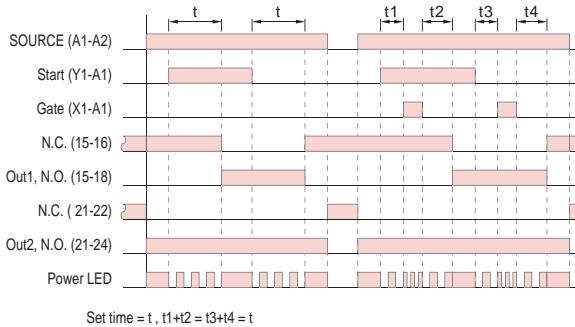 t t t1 t2 t3 t4
SOURCE (A1-A2)
Start (Y1-A1)
Gate (X1-A1)
N.C. (15-16)
Out1, N.O. (15-18)
N.C. ( 21-22)
Out2, N.O. (21-24)
Power LED
Set time = t , t1+t2 = t3+t4 = t